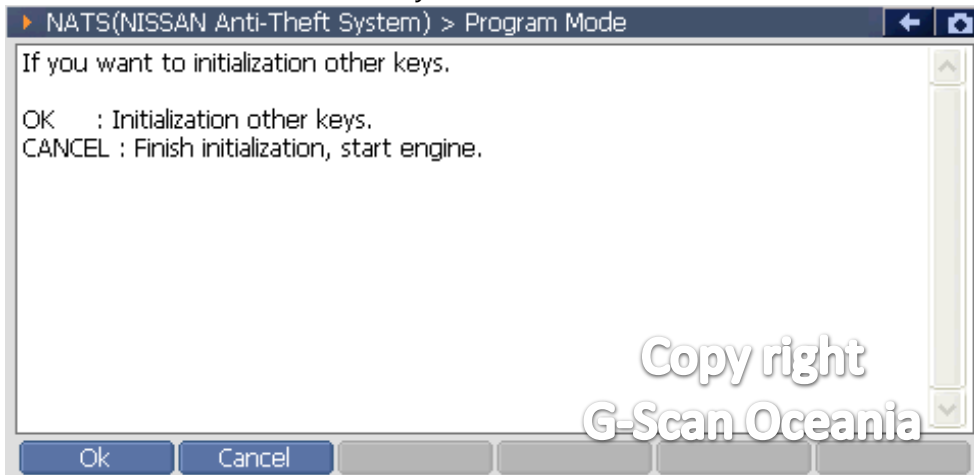 NATS(NISSAN Anti-Theft System) > Program Mode
If you want to initialization other keys.
OK : Initialization other keys.
CANCEL : Finish initialization, start engine.
Copy right
G-Scan Oceania
Ok Cancel